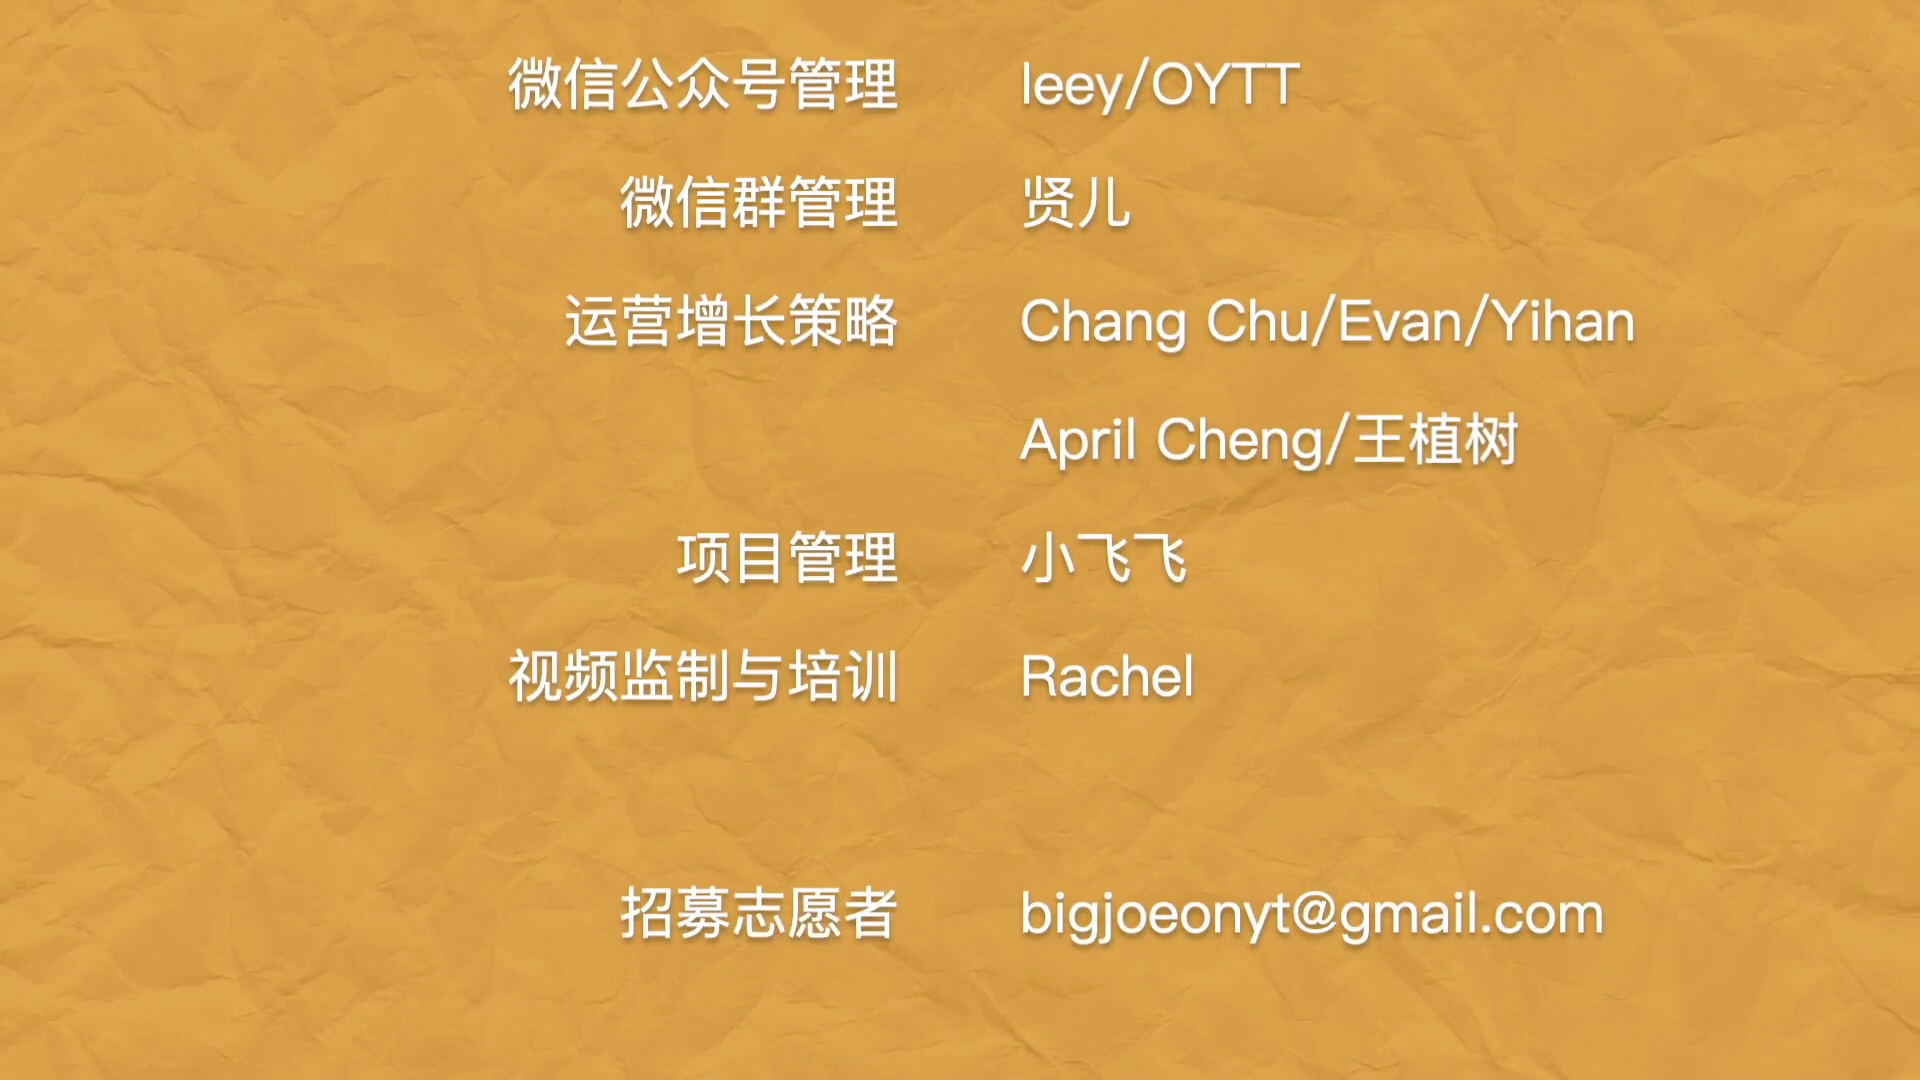 微信公众号管理 leey/OYTT
微信群管理 贤儿
运营增长策略 Chang Chu/Evan/Yihan
April Cheng/王植树
项目管理 小飞飞
视频监制与培训 Rachel
招募志愿者 bigjoeonyt@gmail.com